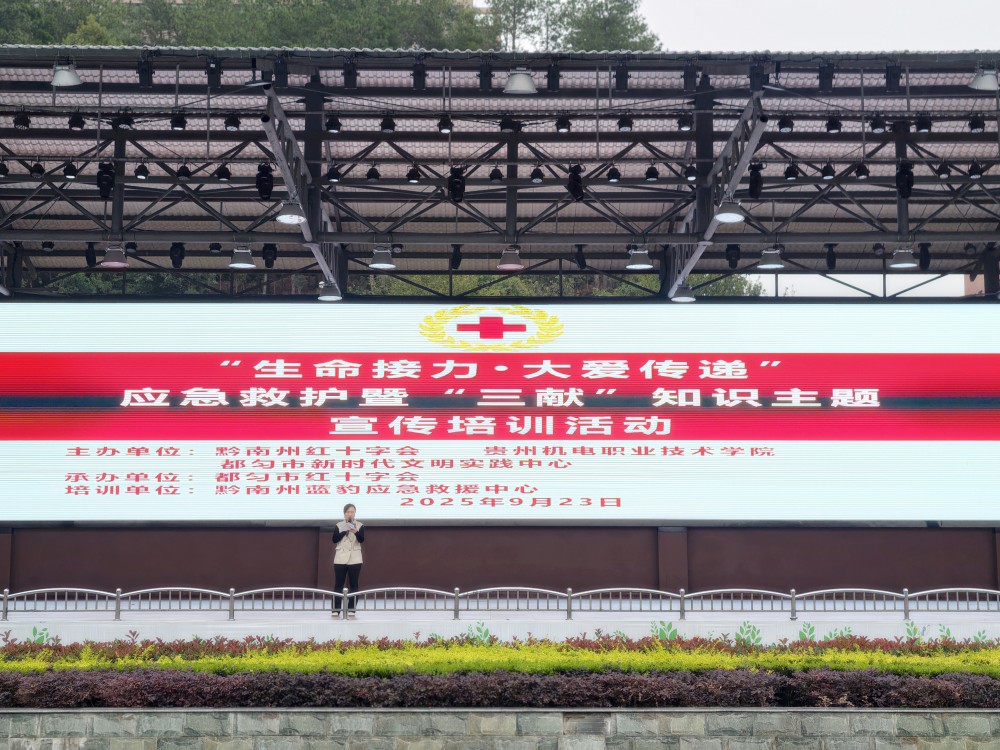 “生命接力·大爱传递”
应急救护暨“三献”知识主题
宣传培训活动
主办单位：黔南州红十字会 贵州机电职业技术学院
都匀市新时代文明实践中心
承办单位：都匀市红十字会
培训单位：黔南州蓝豹应急救援中心
2025年9月23日